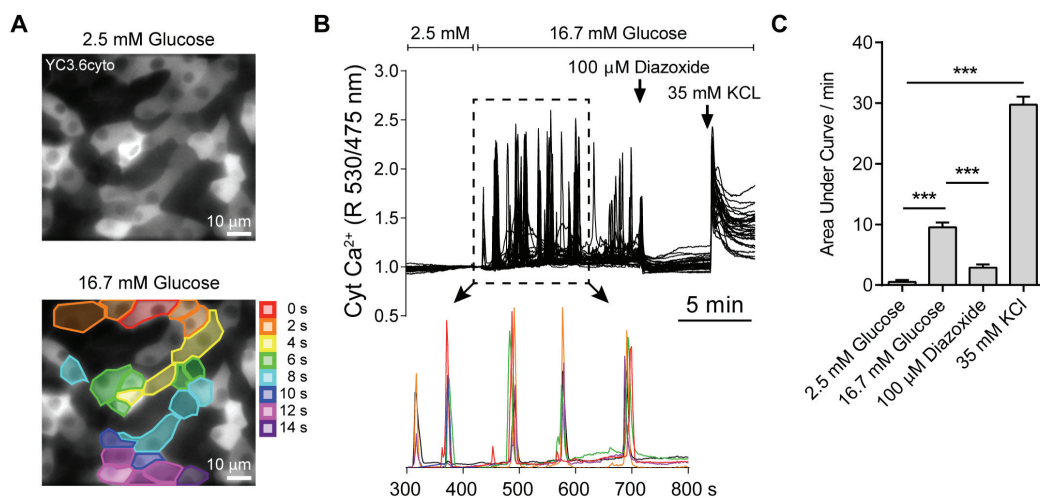 A
2.5 mM Glucose
YC3.6cyto
10 µm
16.7 mM Glucose
0 s
2 s
4 s
6 s
8 s
10 s
12 s
14 s
10 µm
B
2.5 mM
16.7 mM Glucose
100 µM Diazoxide
35 mM KCL
Cyt Ca²⁺ (R 530/475 nm)
3.0
2.5
2.0
1.5
1.0
0.5
5 min
300 400 500 600 700 800 s
C
Area Under Curve / min
40
30
20
10
0
***
***
***
2.5 mM Glucose
16.7 mM Glucose
100 µM Diazoxide
35 mM KCl